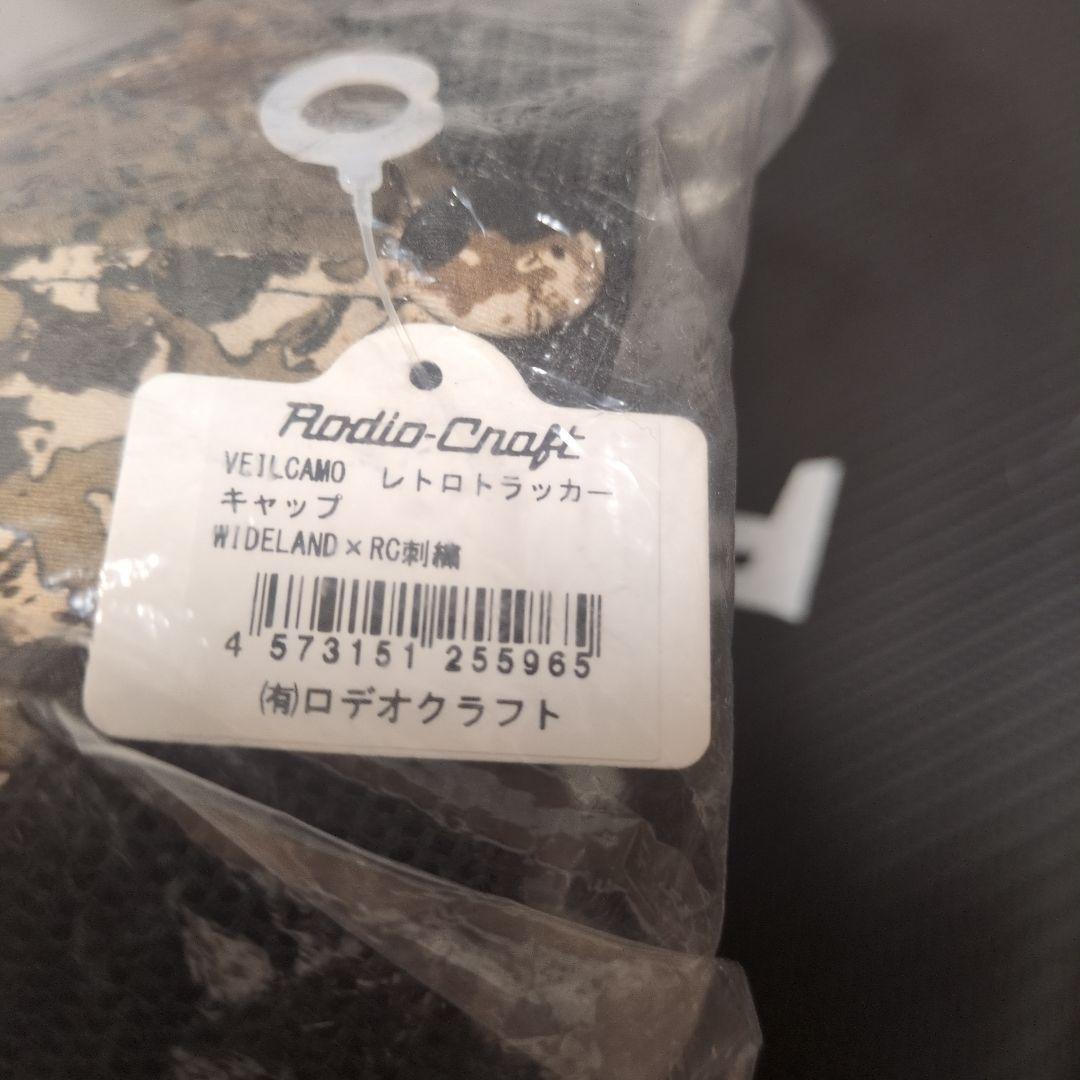 Rodio-Craft
VEILCAMO レトロトラッカー
キャップ
WIDELAND×RC刺繍
4 573151 255965
㈲ロデオクラフト